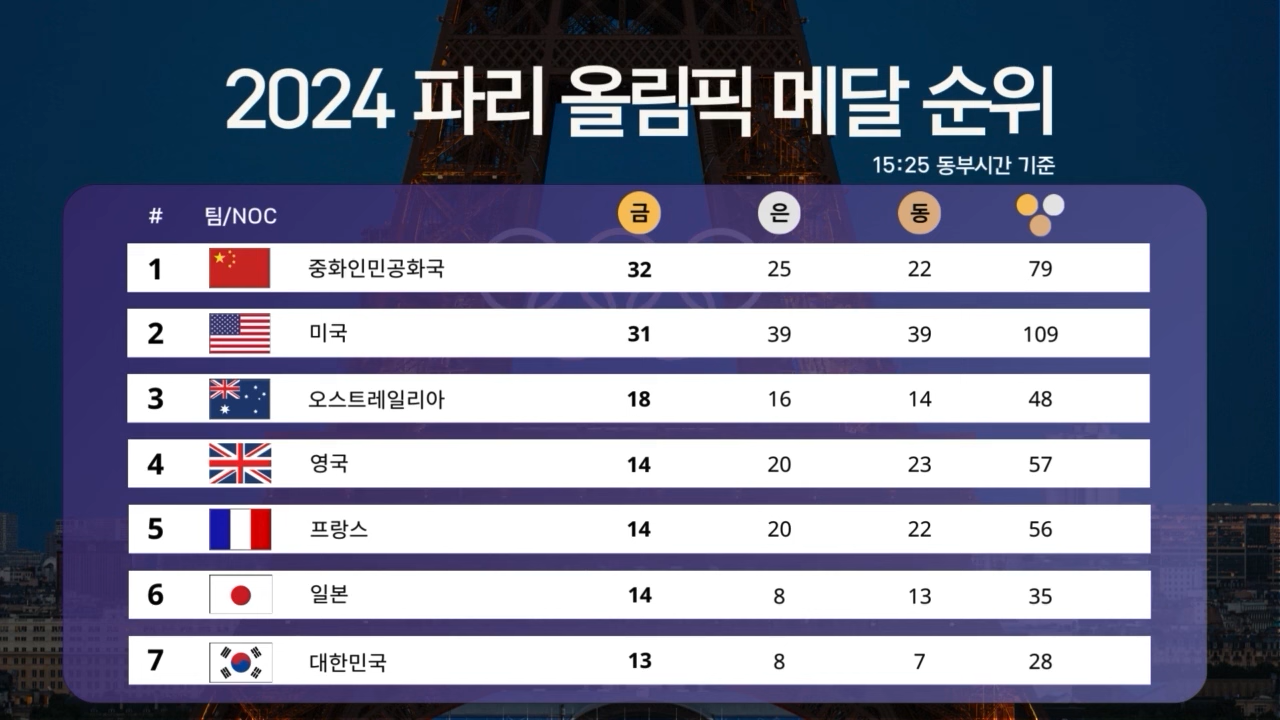 2024 파리 올림픽 메달 순위
15:25 동부시간 기준
# 팀/NOC 금 은 동
1 중화인민공화국 32 25 22 79
2 미국 31 39 39 109
3 오스트레일리아 18 16 14 48
4 영국 14 20 23 57
5 프랑스 14 20 22 56
6 일본 14 8 13 35
7 대한민국 13 8 7 28